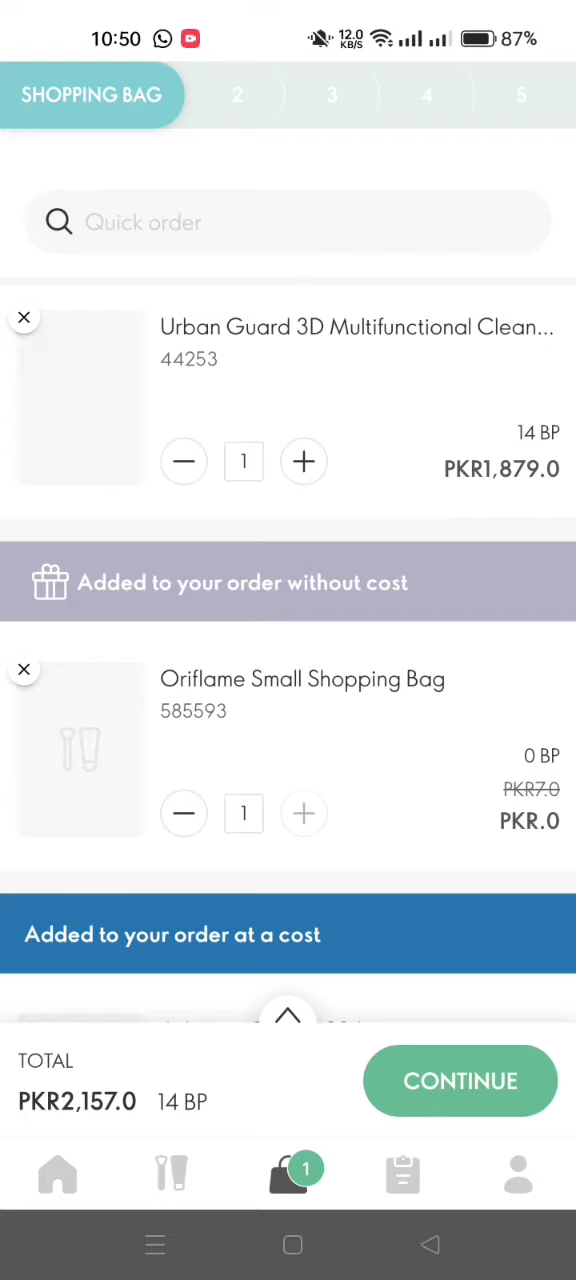 10:50 12.0 KB/S 87%
SHOPPING BAG 2 3 4 5
Quick order
Urban Guard 3D Multifunctional Clean...
44253
14 BP
1
PKR1,879.0
Added to your order without cost
Oriflame Small Shopping Bag
585593
0 BP
PKR7.0
1
PKR.0
Added to your order at a cost
TOTAL
PKR2,157.0 14 BP
CONTINUE
1